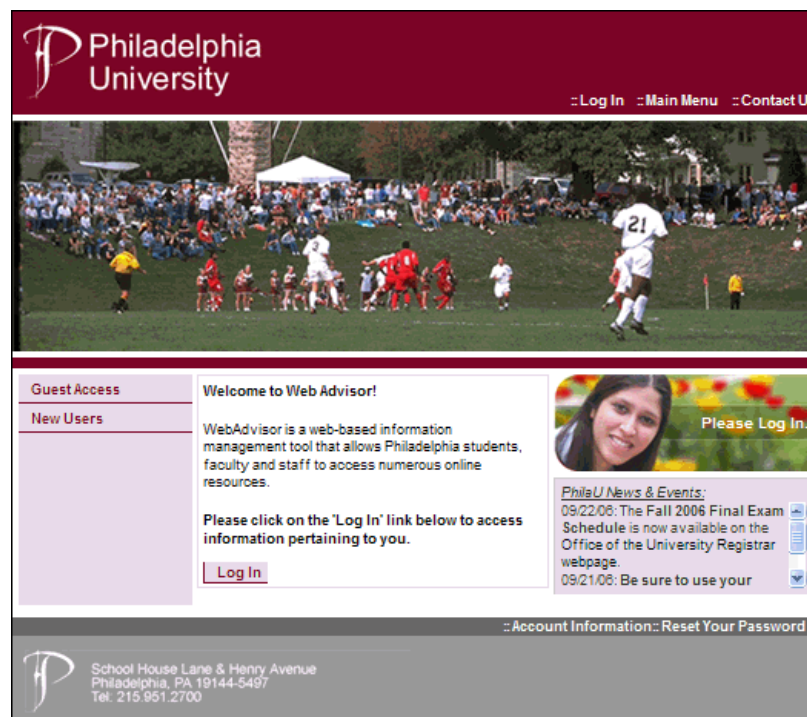 Philadelphia
University
::Log In ::Main Menu ::Contact U
21
3
6
Guest Access
New Users
Welcome to Web Advisor!
WebAdvisor is a web-based information
management tool that allows Philadelphia students,
faculty and staff to access numerous online
resources.
Please click on the 'Log In' link below to access
information pertaining to you.
Log In
Please Log In.
PhilaU News & Events:
09/22/06: The Fall 2006 Final Exam
Schedule is now available on the
Office of the University Registrar
webpage.
09/21/06: Be sure to use your
::Account Information::Reset Your Password
School House Lane & Henry Avenue
Philadelphia, PA 19144-5497
Tel: 215.951.2700